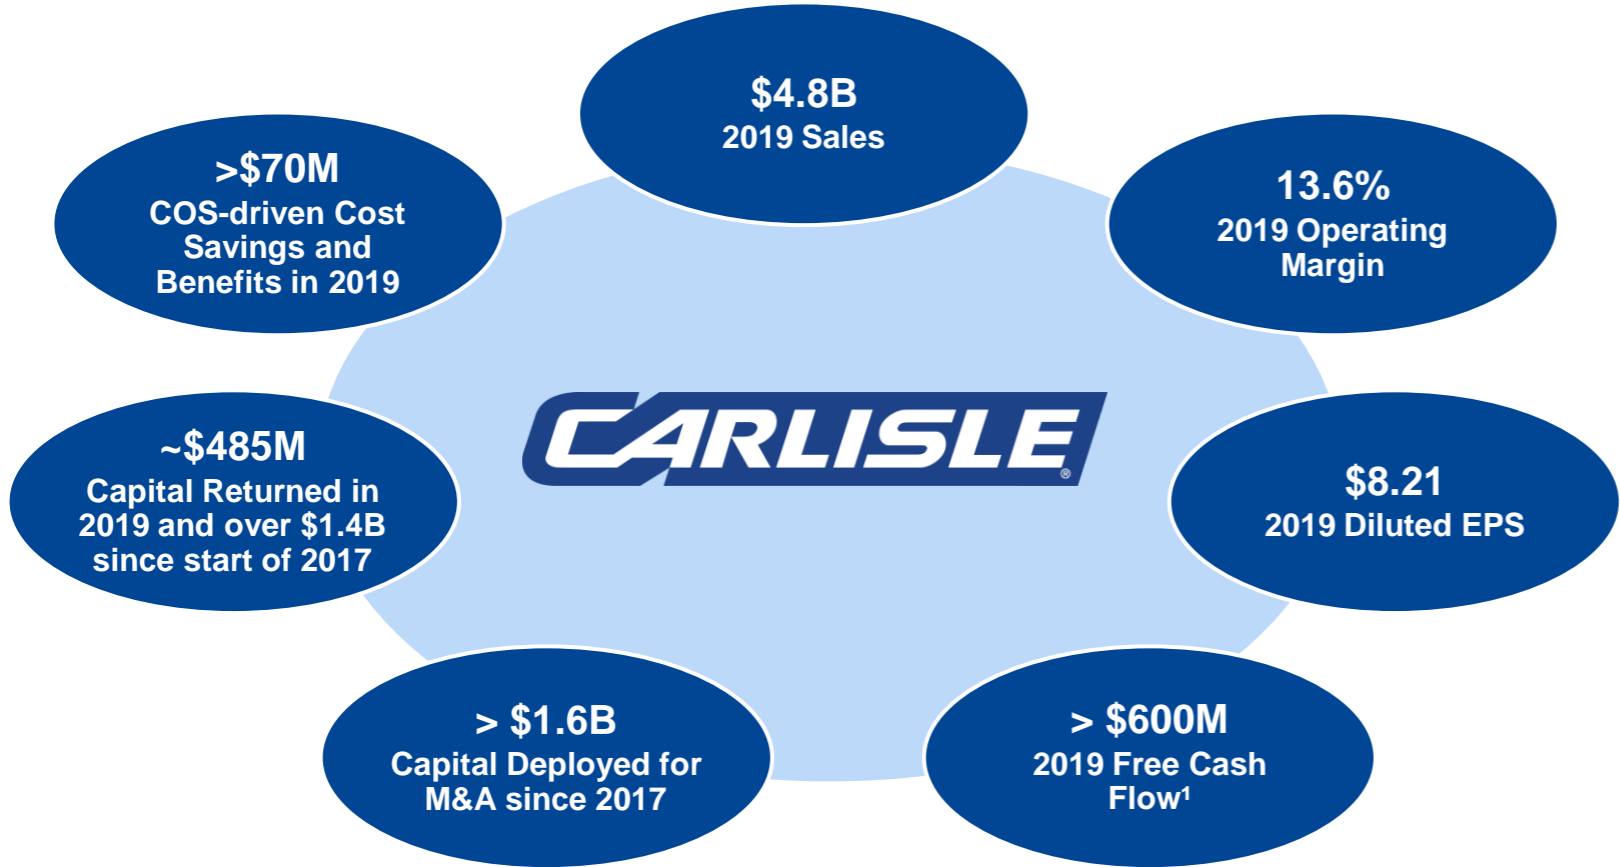 $4.8B
2019 Sales
13.6%
2019 Operating
Margin
$8.21
2019 Diluted EPS
> $600M
2019 Free Cash
Flow¹
> $1.6B
Capital Deployed for
M&A since 2017
~$485M
Capital Returned in
2019 and over $1.4B
since start of 2017
>$70M
COS-driven Cost
Savings and
Benefits in 2019
CARLISLE®